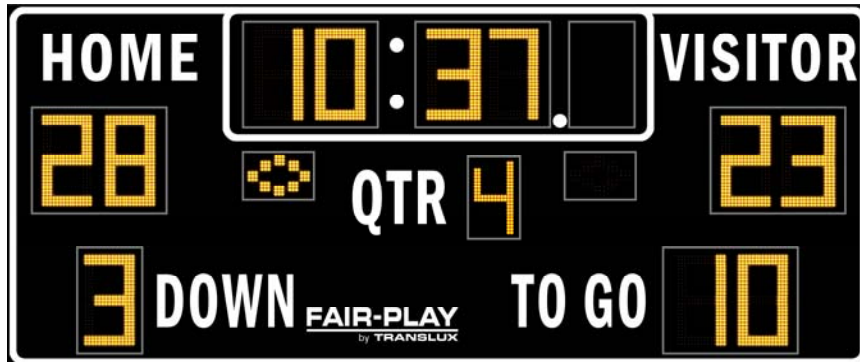 HOME 10:37. VISITOR
28 23
QTR 4
3 DOWN TO GO 10
FAIR-PLAY
by TRANSLUX